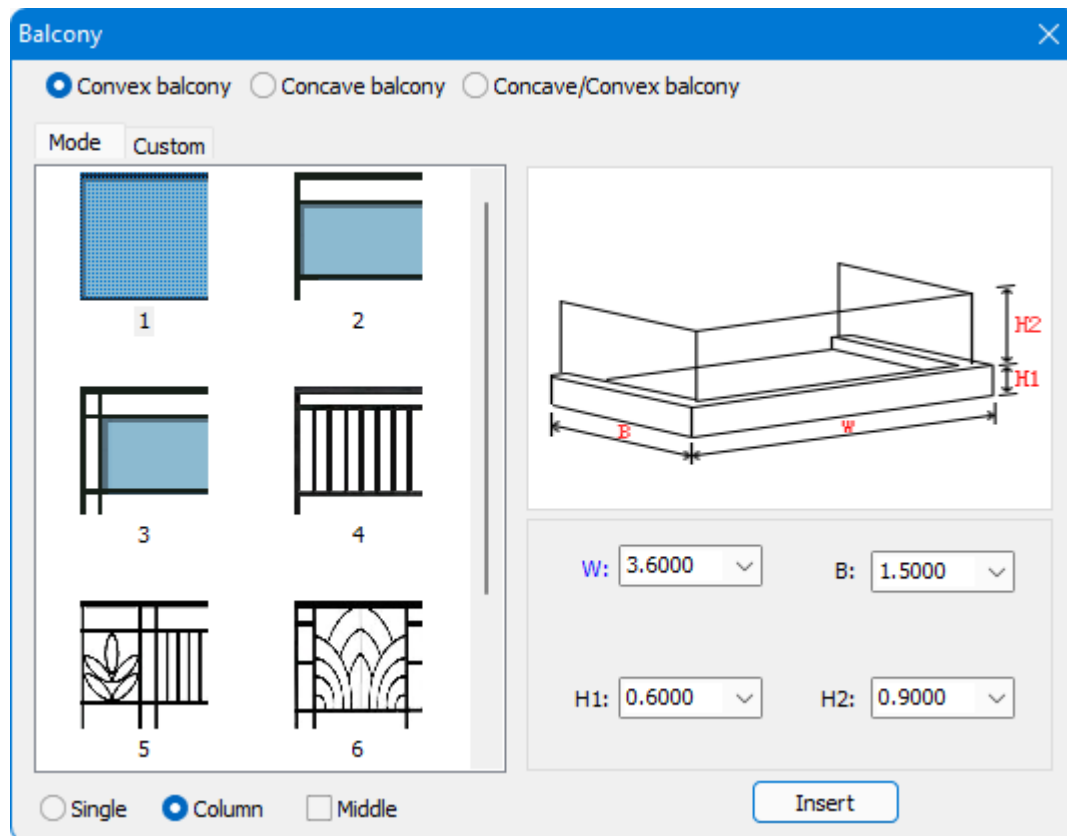 Balcony
Convex balcony Concave balcony Concave/Convex balcony
Mode Custom
1 2
3 4
5 6
H2
H1
B W
W: 3.6000 B: 1.5000
H1: 0.6000 H2: 0.9000
Single Column Middle Insert